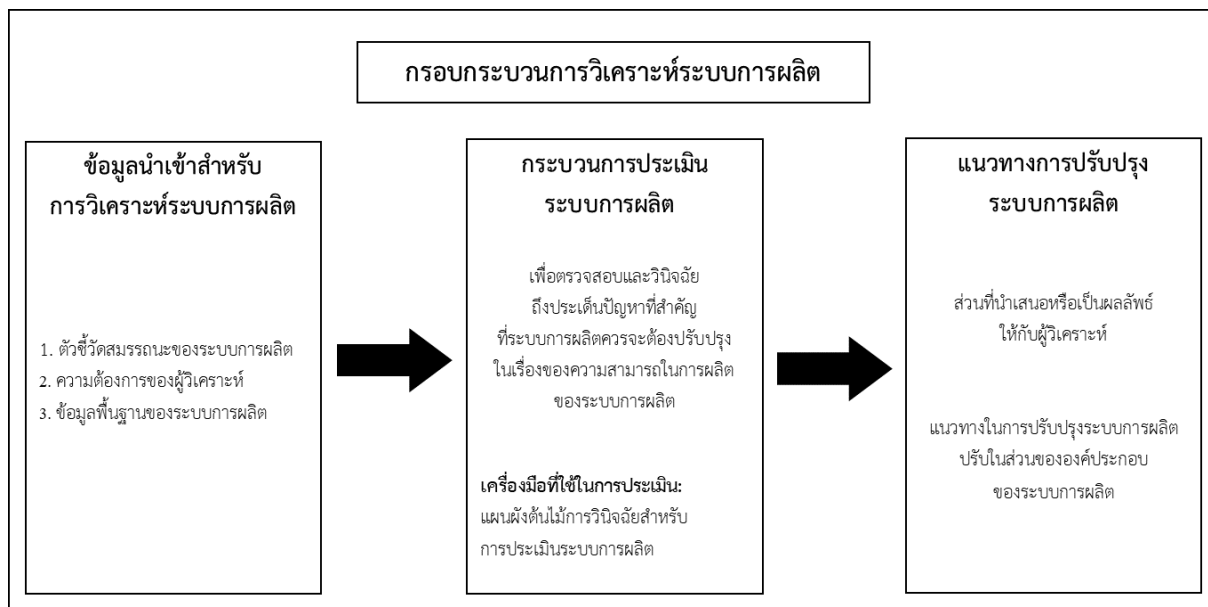 กรอบกระบวนการวิเคราะห์ระบบการผลิต
ข้อมูลนำเข้าสำหรับ
การวิเคราะห์ระบบการผลิต
1. ตัวชี้วัดสมรรถนะของระบบการผลิต
2. ความต้องการของผู้วิเคราะห์
3. ข้อมูลพื้นฐานของระบบการผลิต
กระบวนการประเมิน
ระบบการผลิต
เพื่อตรวจสอบและวินิจฉัย
ถึงประเด็นปัญหาที่สำคัญ
ที่ระบบการผลิตควรจะต้องปรับปรุง
ในเรื่องของความสามารถในการผลิต
ของระบบการผลิต
เครื่องมือที่ใช้ในการประเมิน:
แผนผังต้นไม้การวินิจฉัยสำหรับ
การประเมินระบบการผลิต
แนวทางการปรับปรุง
ระบบการผลิต
ส่วนที่นำเสนอหรือเป็นผลลัพธ์
ให้กับผู้วิเคราะห์
แนวทางในการปรับปรุงระบบการผลิต
ปรับในส่วนขององค์ประกอบ
ของระบบการผลิต